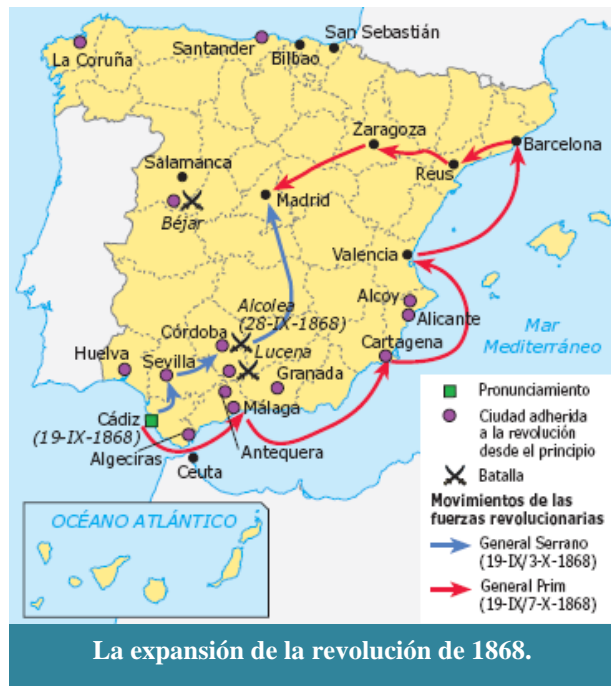 San Sebastián
Santander
La Coruña
Bilbao
Zaragoza
Barcelona
Reus
Salamanca
Madrid
Béjar
Valencia
Alcolea
(28-IX-1868)
Alcoy
Alicante
Mar
Mediterráneo
Córdoba
Lucena
Cartagena
Huelva
Sevilla
Granada
Cádiz
(19-IX-1868)
Málaga
Algeciras
Antequera
Ceuta
OCÉANO ATLÁNTICO
Pronunciamiento
Ciudad adherida
a la revolución
desde el principio
Batalla
Movimientos de las
fuerzas revolucionarias
General Serrano
(19-IX/3-X-1868)
General Prim
(19-IX/7-X-1868)
La expansión de la revolución de 1868.